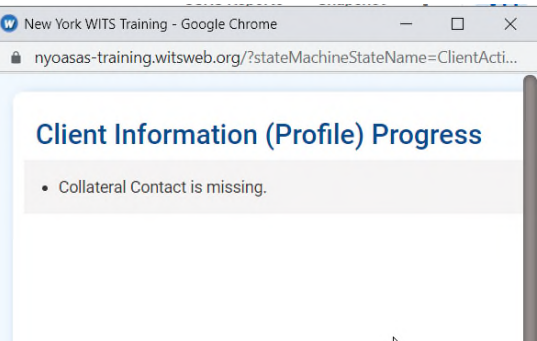 New York WITS Training - Google Chrome
nyoasas-training.witsweb.org/?stateMachineStateName=ClientActi...
Client Information (Profile) Progress
• Collateral Contact is missing.